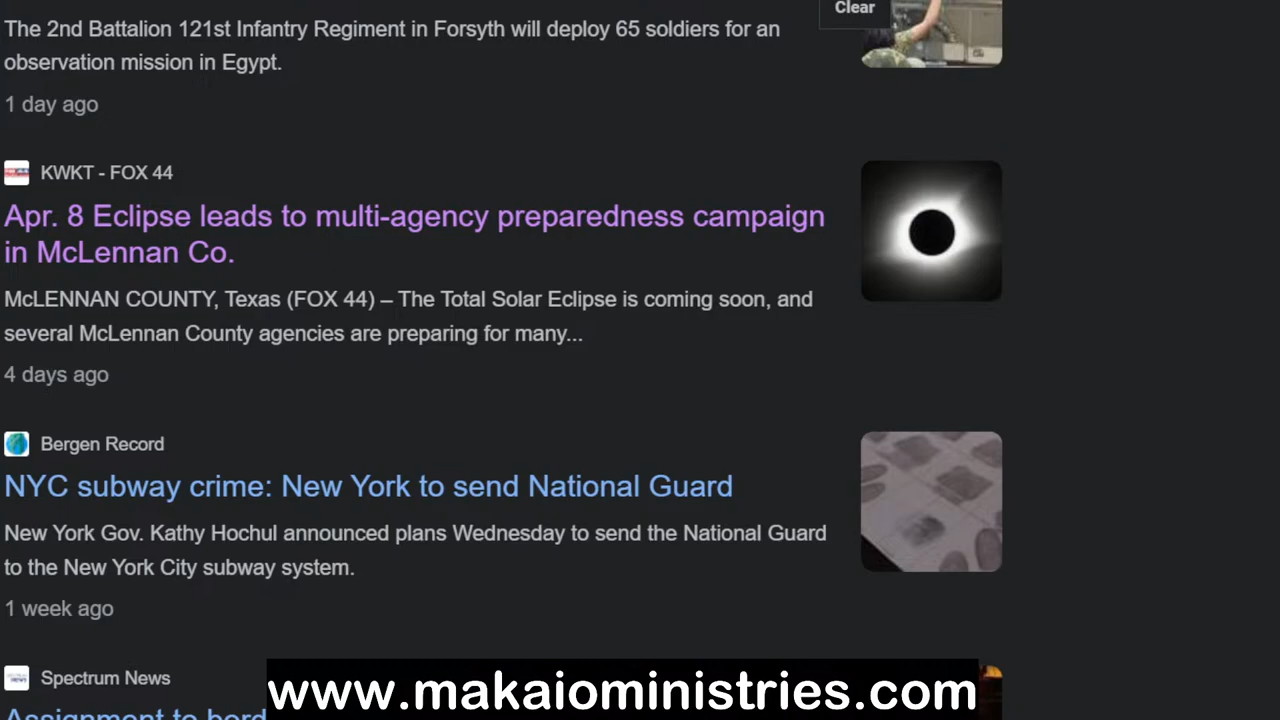 Clear
The 2nd Battalion 121st Infantry Regiment in Forsyth will deploy 65 soldiers for an
observation mission in Egypt.
1 day ago
KWKT - FOX 44
Apr. 8 Eclipse leads to multi-agency preparedness campaign
in McLennan Co.
McLENNAN COUNTY, Texas (FOX 44) – The Total Solar Eclipse is coming soon, and
several McLennan County agencies are preparing for many...
4 days ago
Bergen Record
NYC subway crime: New York to send National Guard
New York Gov. Kathy Hochul announced plans Wednesday to send the National Guard
to the New York City subway system.
1 week ago
Spectrum News
www.makaioministries.com
Assignment to bord